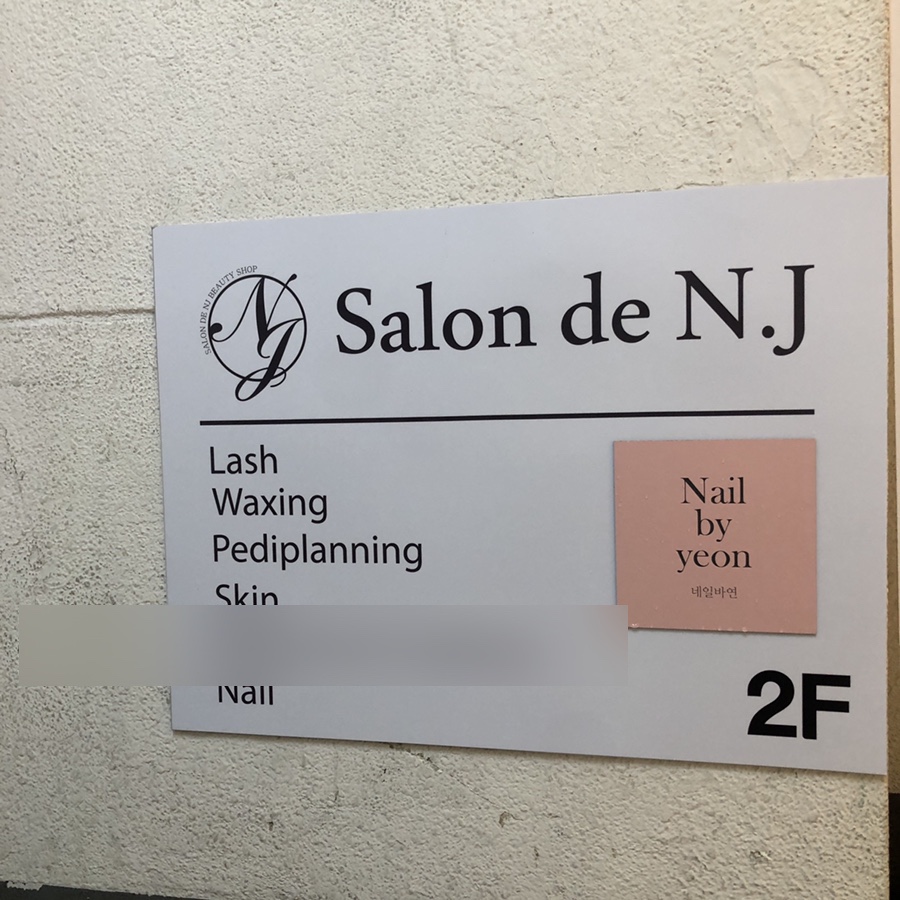 SALON DE NJ BEAUTY SHOP
NJ
Salon de N.J
Lash
Waxing
Pediplanning
Skin
Nail
Nail
by
yeon
네일바연
2F